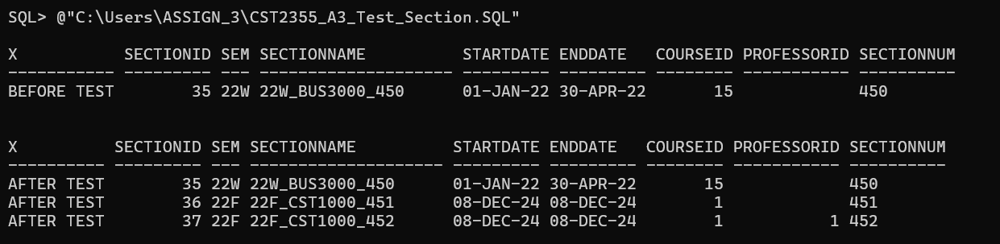 SQL> @"C:\Users\ASSIGN_3\CST2355_A3_Test_Section.SQL"
X           SECTIONID SEM SECTIONNAME          STARTDATE ENDDATE   COURSEID PROFESSORID SECTIONNUM
----------- --------- --- -------------------- --------- --------- -------- ----------- ----------
BEFORE TEST        35 22W 22W_BUS3000_450      01-JAN-22 30-APR-22       15             450
X          SECTIONID SEM SECTIONNAME          STARTDATE ENDDATE   COURSEID PROFESSORID SECTIONNUM
---------- --------- --- -------------------- --------- --------- -------- ----------- ----------
AFTER TEST        35 22W 22W_BUS3000_450      01-JAN-22 30-APR-22       15             450
AFTER TEST        36 22F 22F_CST1000_451      08-DEC-24 08-DEC-24        1             451
AFTER TEST        37 22F 22F_CST1000_452      08-DEC-24 08-DEC-24        1           1 452